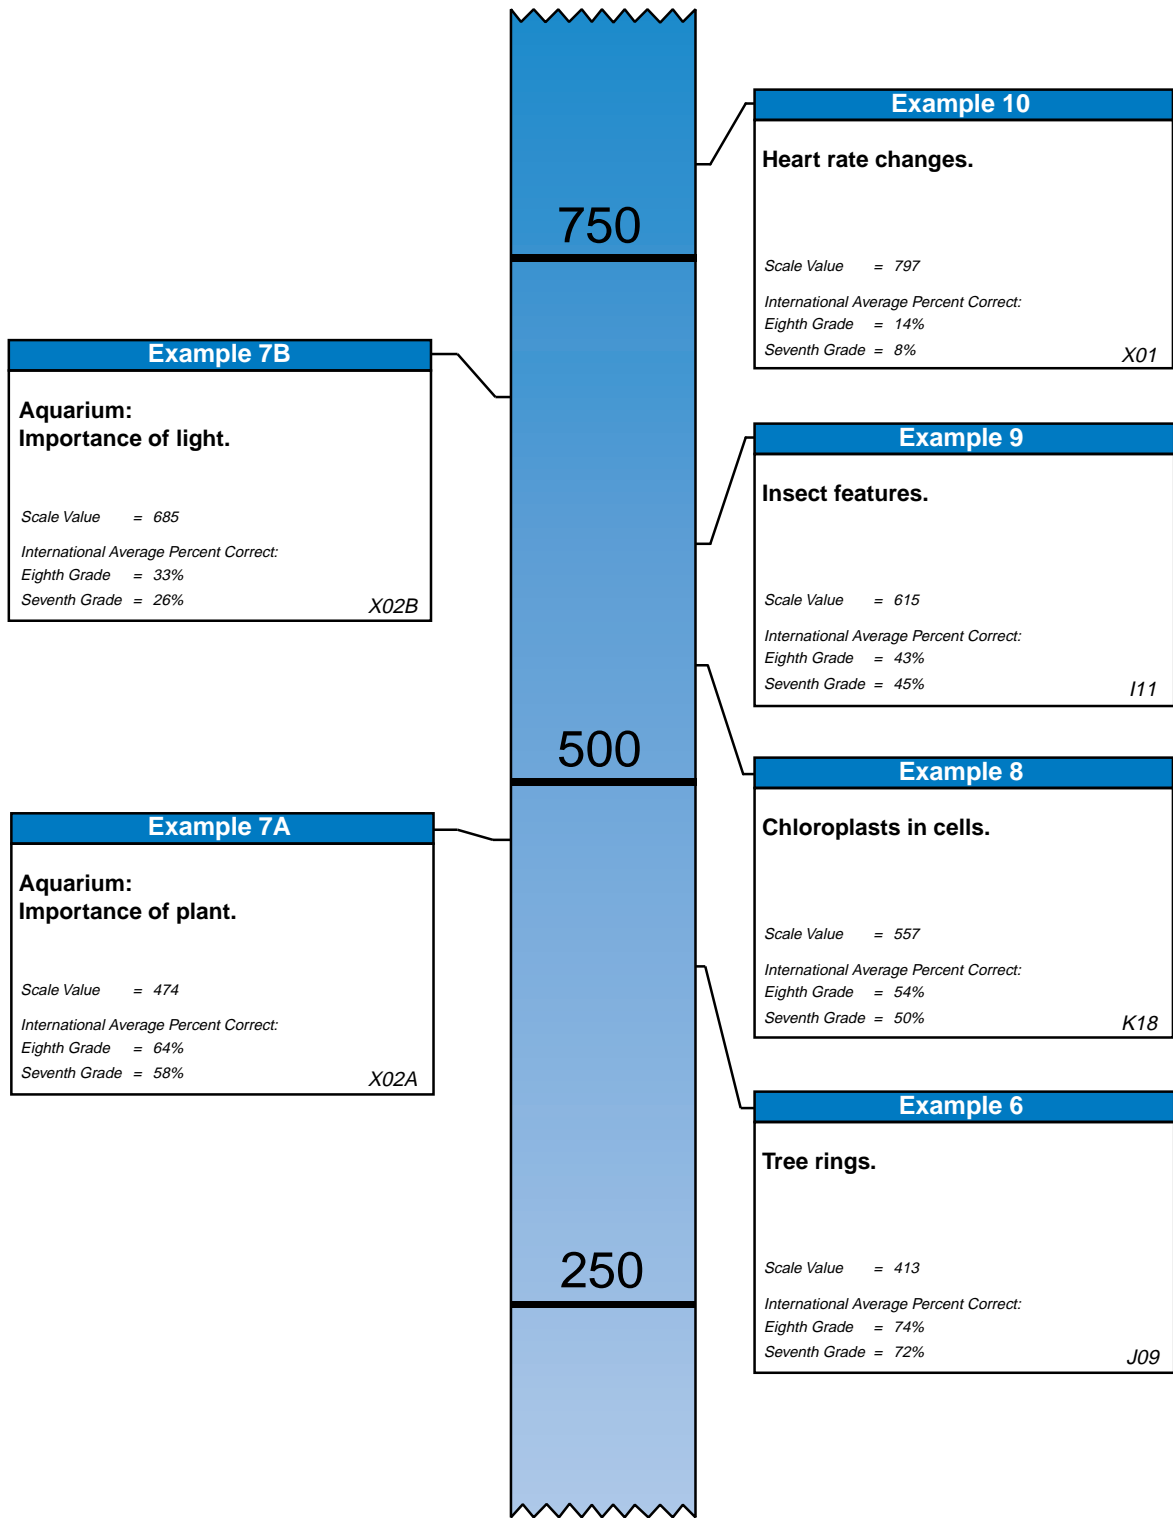 750
500
250
Example 7B
Aquarium:
Importance of light.
Scale Value = 685
International Average Percent Correct:
Eighth Grade = 33%
Seventh Grade = 26%
X02B
Example 7A
Aquarium:
Importance of plant.
Scale Value = 474
International Average Percent Correct:
Eighth Grade = 64%
Seventh Grade = 58%
X02A
Example 10
Heart rate changes.
Scale Value = 797
International Average Percent Correct:
Eighth Grade = 14%
Seventh Grade = 8%
X01
Example 9
Insect features.
Scale Value = 615
International Average Percent Correct:
Eighth Grade = 43%
Seventh Grade = 45%
I11
Example 8
Chloroplasts in cells.
Scale Value = 557
International Average Percent Correct:
Eighth Grade = 54%
Seventh Grade = 50%
K18
Example 6
Tree rings.
Scale Value = 413
International Average Percent Correct:
Eighth Grade = 74%
Seventh Grade = 72%
J09